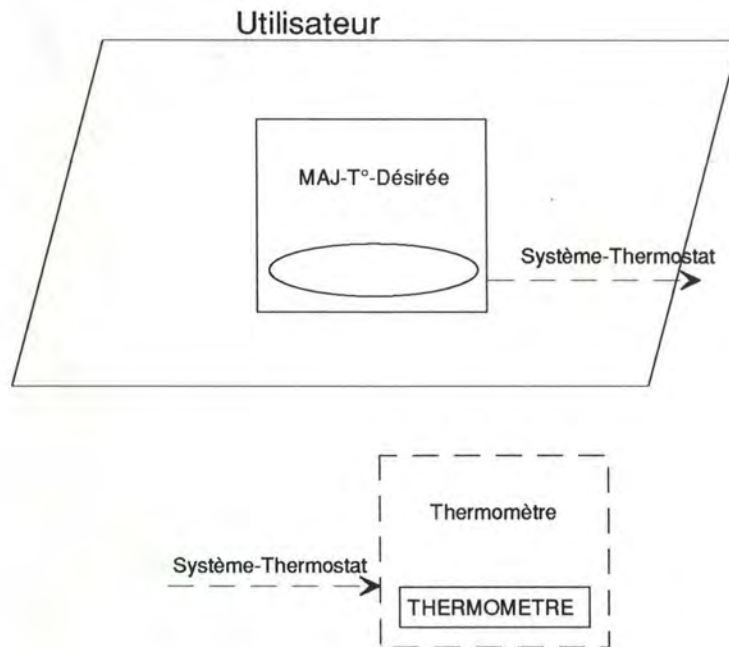 Utilisateur
MAJ-T°-Désirée
Système-Thermostat
Thermomètre
Système-Thermostat
THERMOMETRE